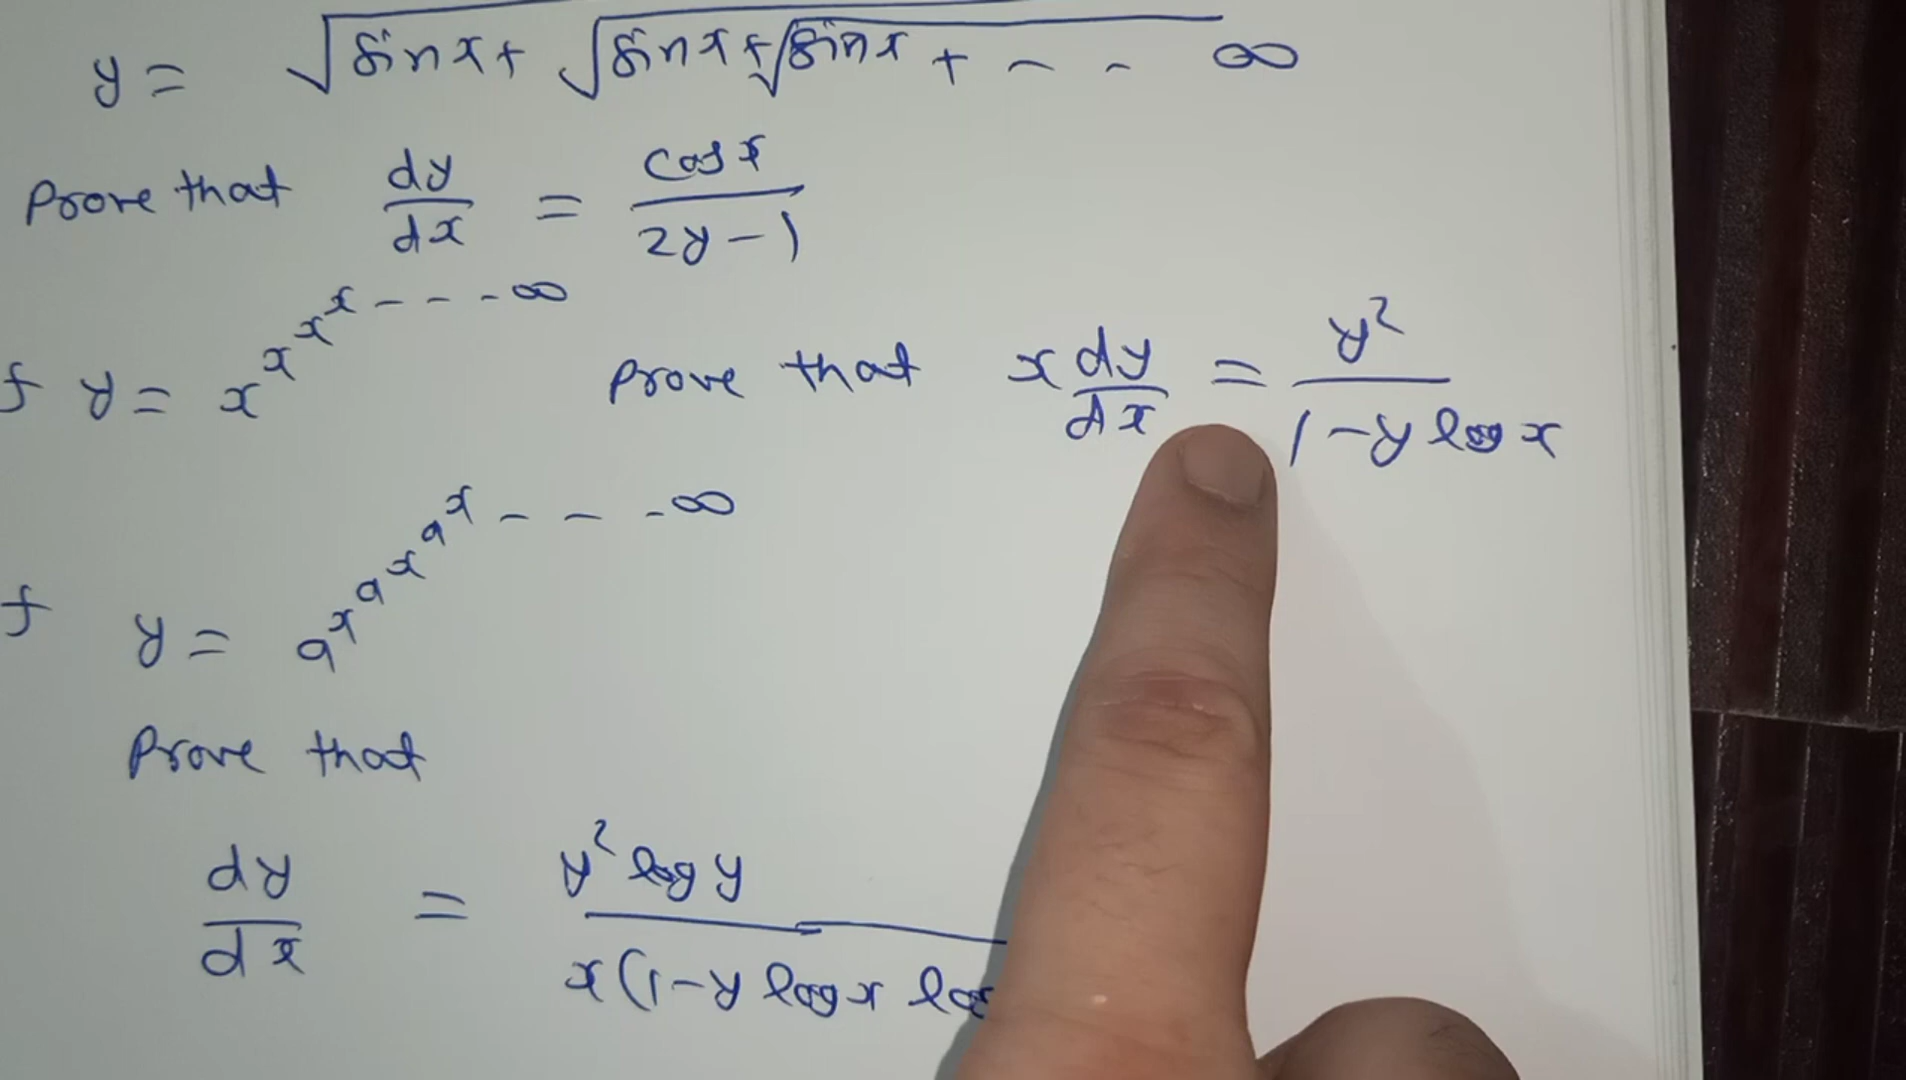 y = √(sin x + √(sin x + √(sin x + - - ∞
Prove that dy/dx = cos x / 2y - 1
f y = x^x^x^x - - - ∞ Prove that x dy/dx = y² / 1 - y log x
f y = a^x^a^x^a^x - - - ∞
Prove that
dy/dx = y² log y / x(1 - y log x